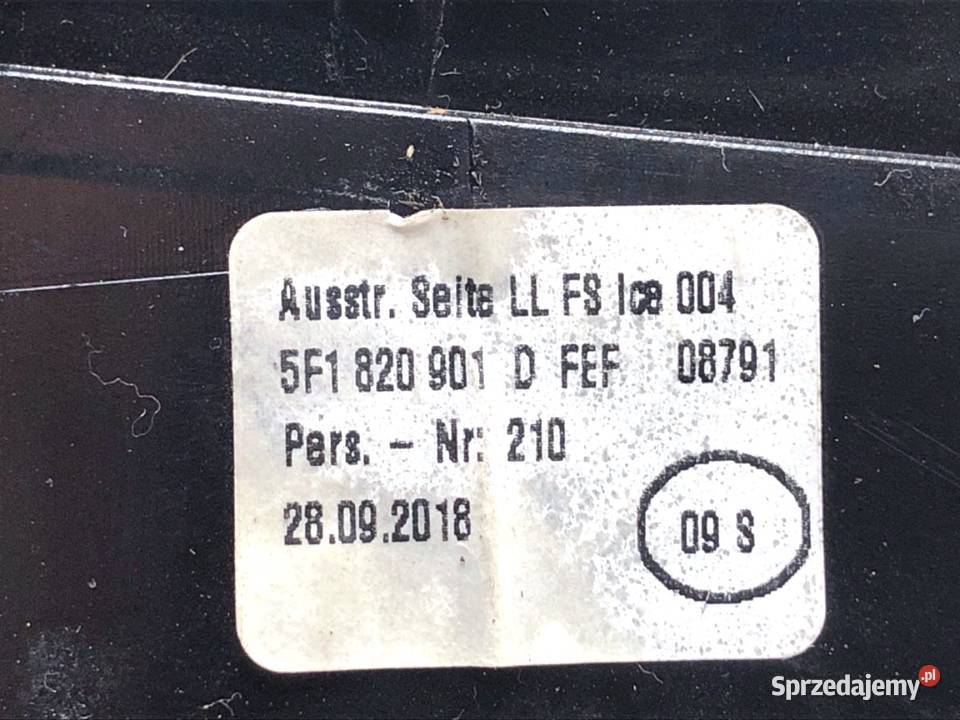 Ausstr. Seite LL FS Ice 004
5F1 820 901 D FEF 08791
Pers. - Nr: 210
28.09.2018
09 S
Sprzedajemy.pl